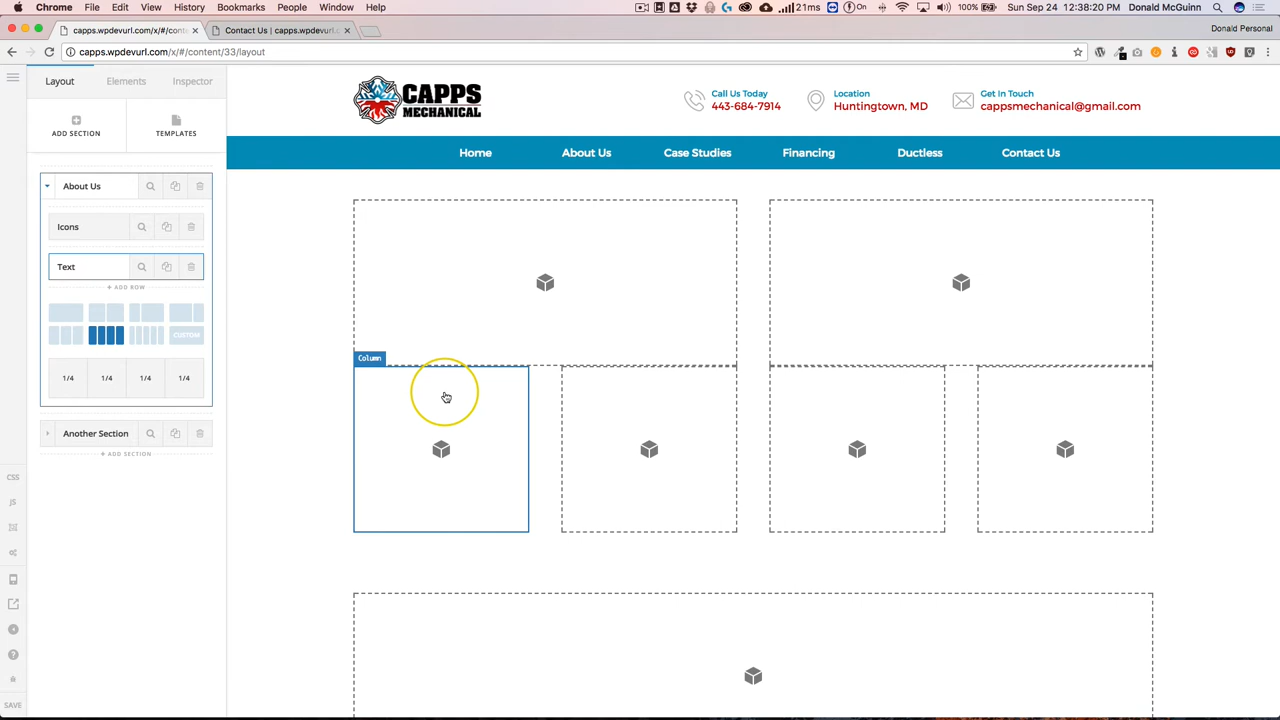 Chrome File Edit View History Bookmarks People Window Help
21ms On 100% Sun Sep 24 12:38:20 PM Donald McGuinn
capps.wpdevurl.com/x/#/cont
Contact Us | capps.wpdevurl.c
Donald Personal
capps.wpdevurl.com/x/#/content/33/layout
Layout Elements Inspector
ADD SECTION TEMPLATES
About Us
Icons
Text
+ ADD ROW
CUSTOM
1/4 1/4 1/4 1/4
Another Section
+ ADD SECTION
CSS
JS
SAVE
CAPPS
MECHANICAL
Call Us Today
443-684-7914
Location
Huntingtown, MD
Get In Touch
cappsmechanical@gmail.com
Home About Us Case Studies Financing Ductless Contact Us
Column